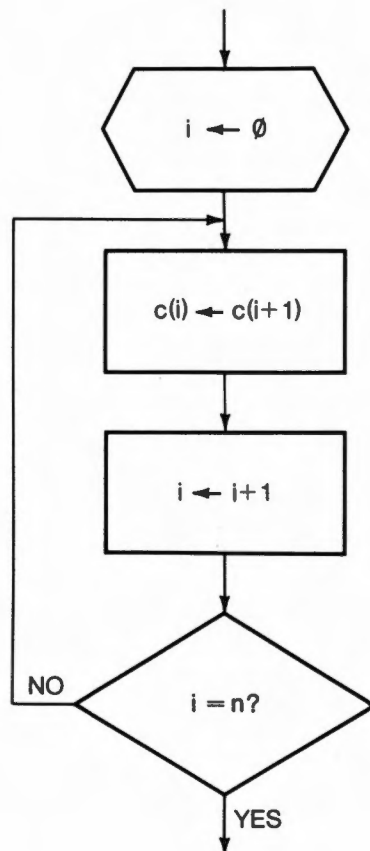 i ← Ø
c(i) ← c(i+1)
i ← i+1
i = n?
NO
YES